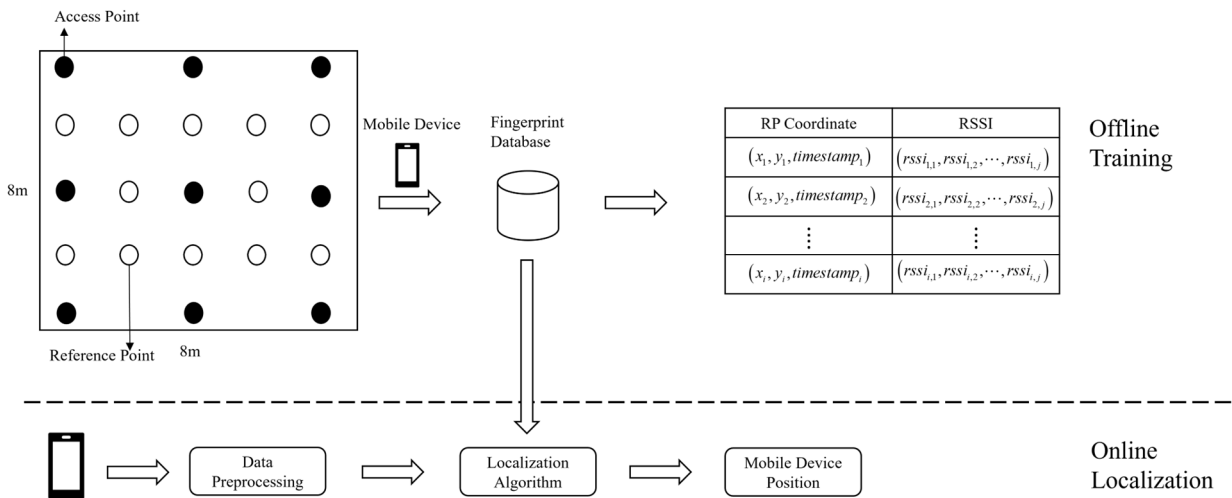 Access Point
8m
Reference Point
8m
Mobile Device
Fingerprint
Database
RP Coordinate RSSI
(x₁, y₁, timestamp₁) (rssi₁,₁, rssi₁,₂, ⋯, rssi₁,ⱼ)
(x₂, y₂, timestamp₂) (rssi₂,₁, rssi₂,₂, ⋯, rssi₂,ⱼ)
⋮ ⋮
(xᵢ, yᵢ, timestampᵢ) (rssiᵢ,₁, rssiᵢ,₂, ⋯, rssiᵢ,ⱼ)
Offline
Training
Data
Preprocessing
Localization
Algorithm
Mobile Device
Position
Online
Localization